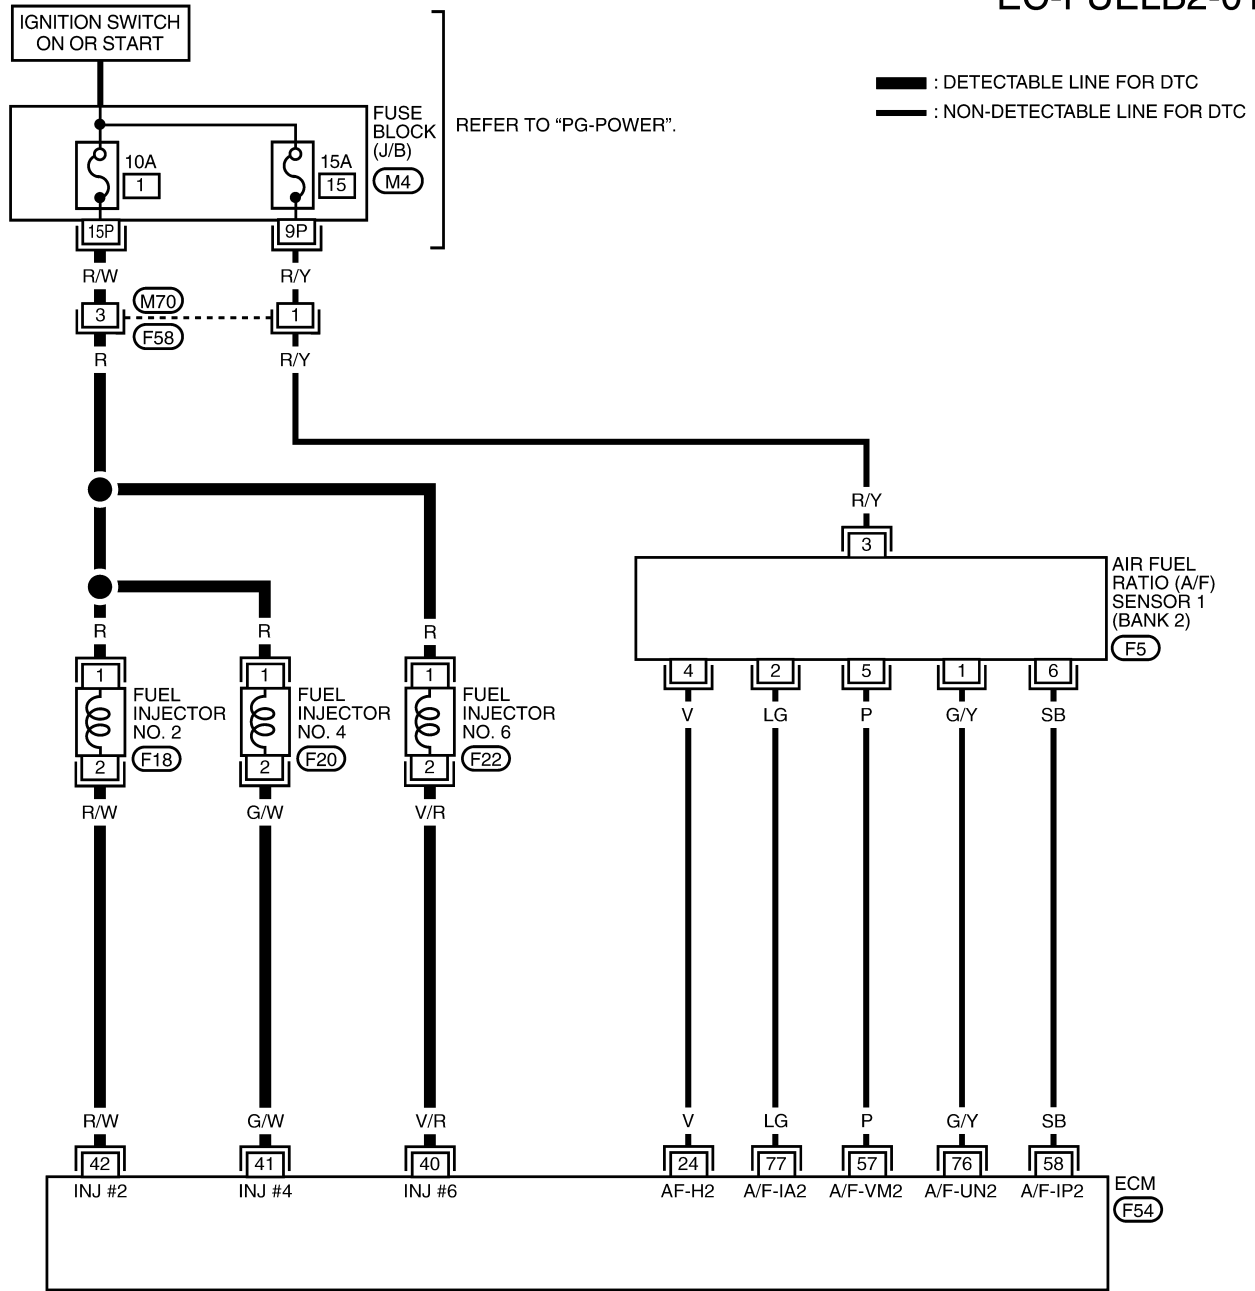 IGNITION SWITCH
ON OR START
: DETECTABLE LINE FOR DTC
: NON-DETECTABLE LINE FOR DTC
FUSE
BLOCK
(J/B)
M4
REFER TO “PG-POWER”.
10A
1
15A
15
15P
9P
R/W
R/Y
3
M70
F58
1
R
R/Y
R/Y
3
AIR FUEL
RATIO (A/F)
SENSOR 1
(BANK 2)
F5
R
R
R
1
1
1
FUEL
INJECTOR
NO. 2
F18
FUEL
INJECTOR
NO. 4
F20
FUEL
INJECTOR
NO. 6
F22
2
2
2
4
2
5
1
6
V
LG
P
G/Y
SB
R/W
G/W
V/R
R/W
G/W
V/R
V
LG
P
G/Y
SB
42
41
40
24
77
57
76
58
INJ #2
INJ #4
INJ #6
AF-H2
A/F-IA2
A/F-VM2
A/F-UN2
A/F-IP2
ECM
F54